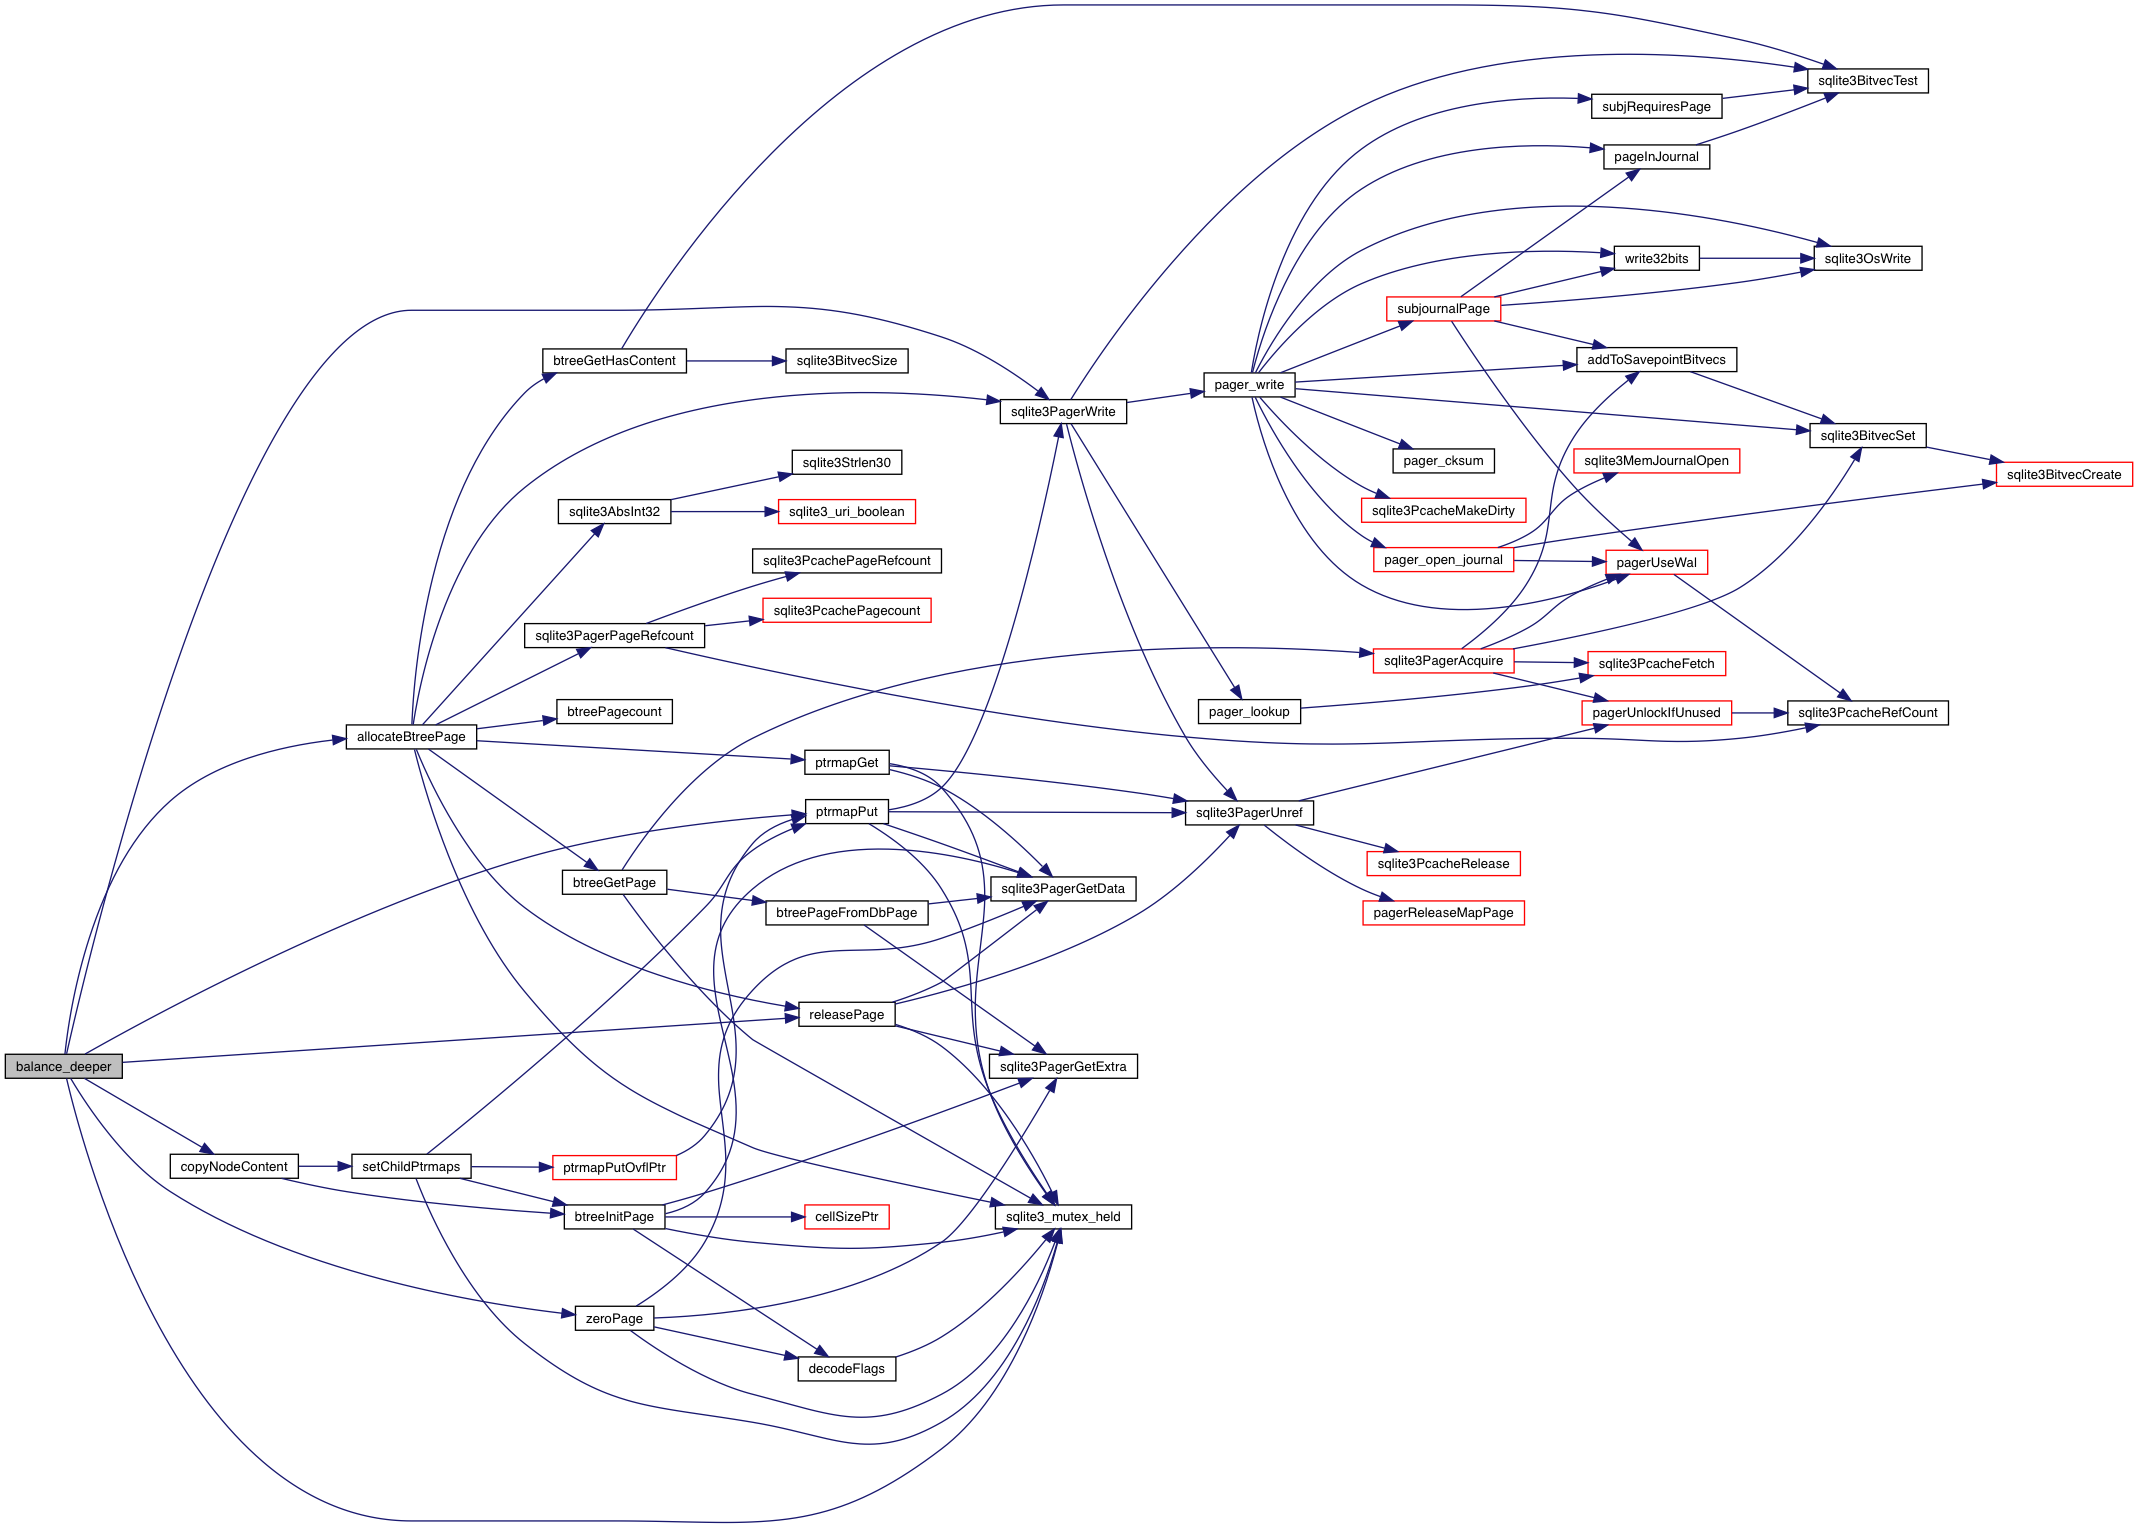 sqlite3BitvecTest
subjRequiresPage
pageInJournal
write32bits
sqlite3OsWrite
subjournalPage
btreeGetHasContent
sqlite3BitvecSize
addToSavepointBitvecs
pager_write
sqlite3PagerWrite
sqlite3BitvecSet
sqlite3Strlen30
pager_cksum
sqlite3MemJournalOpen
sqlite3BitvecCreate
sqlite3AbsInt32
sqlite3_uri_boolean
sqlite3PcacheMakeDirty
sqlite3PcachePageRefcount
pager_open_journal
pagerUseWal
sqlite3PcachePagecount
sqlite3PagerPageRefcount
sqlite3PagerAcquire
sqlite3PcacheFetch
btreePagecount
pager_lookup
pagerUnlockIfUnused
sqlite3PcacheRefCount
allocateBtreePage
ptrmapGet
ptrmapPut
sqlite3PagerUnref
sqlite3PcacheRelease
btreeGetPage
sqlite3PagerGetData
btreePageFromDbPage
pagerReleaseMapPage
releasePage
balance_deeper
sqlite3PagerGetExtra
copyNodeContent
setChildPtrmaps
ptrmapPutOvflPtr
btreeInitPage
cellSizePtr
sqlite3_mutex_held
zeroPage
decodeFlags